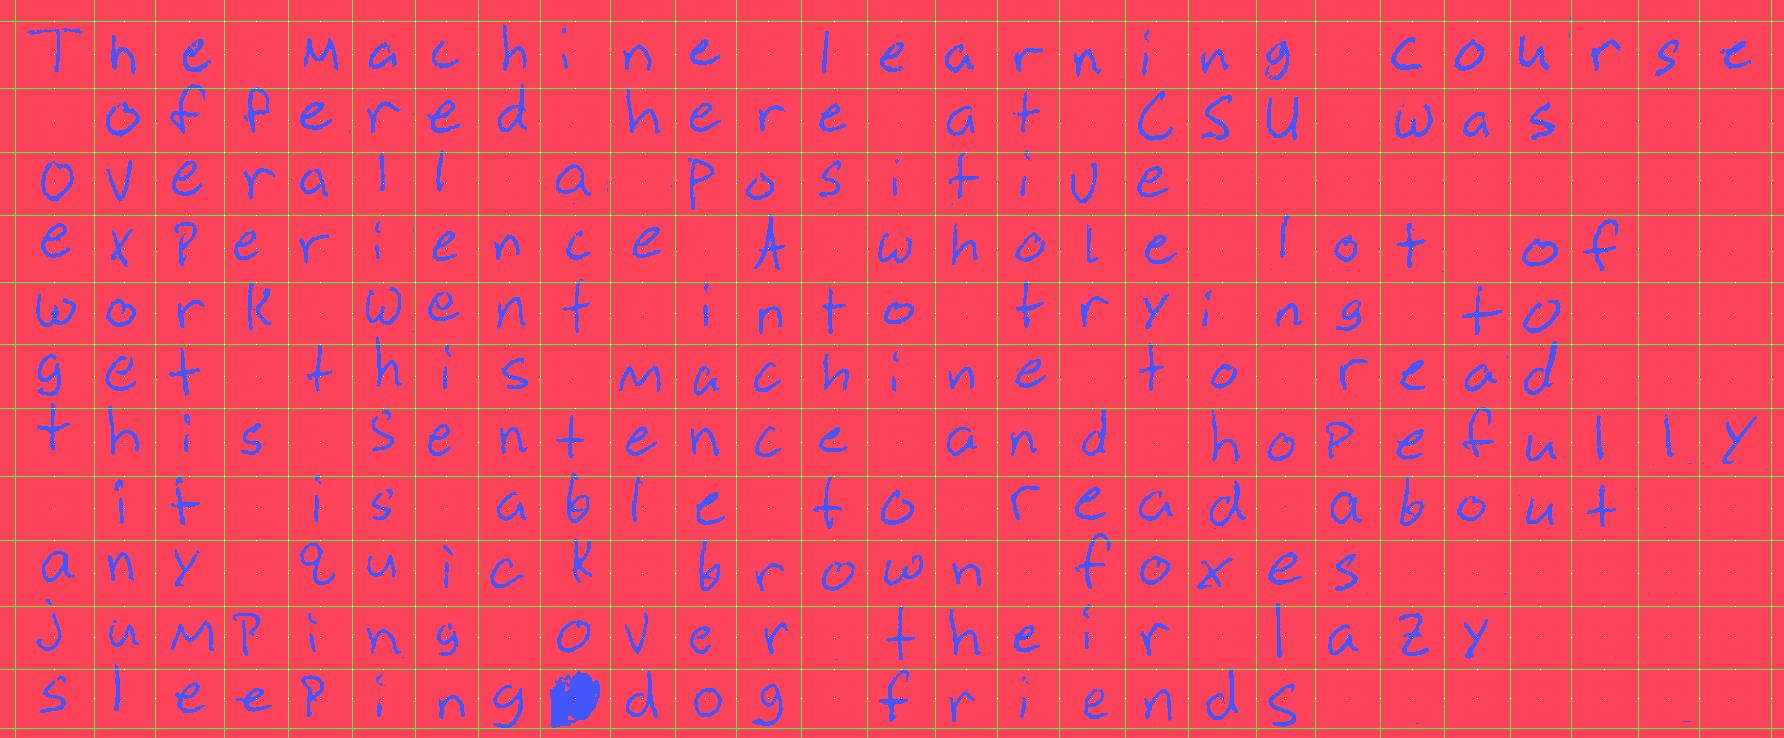 The machine learning course
offered here at CSU was
overall a positive
experience A whole lot of
work went into trying to
get this machine to read
this sentence and hopefully
it is able to read about
any quick brown foxes
jumping over their lazy
sleeping dog friends